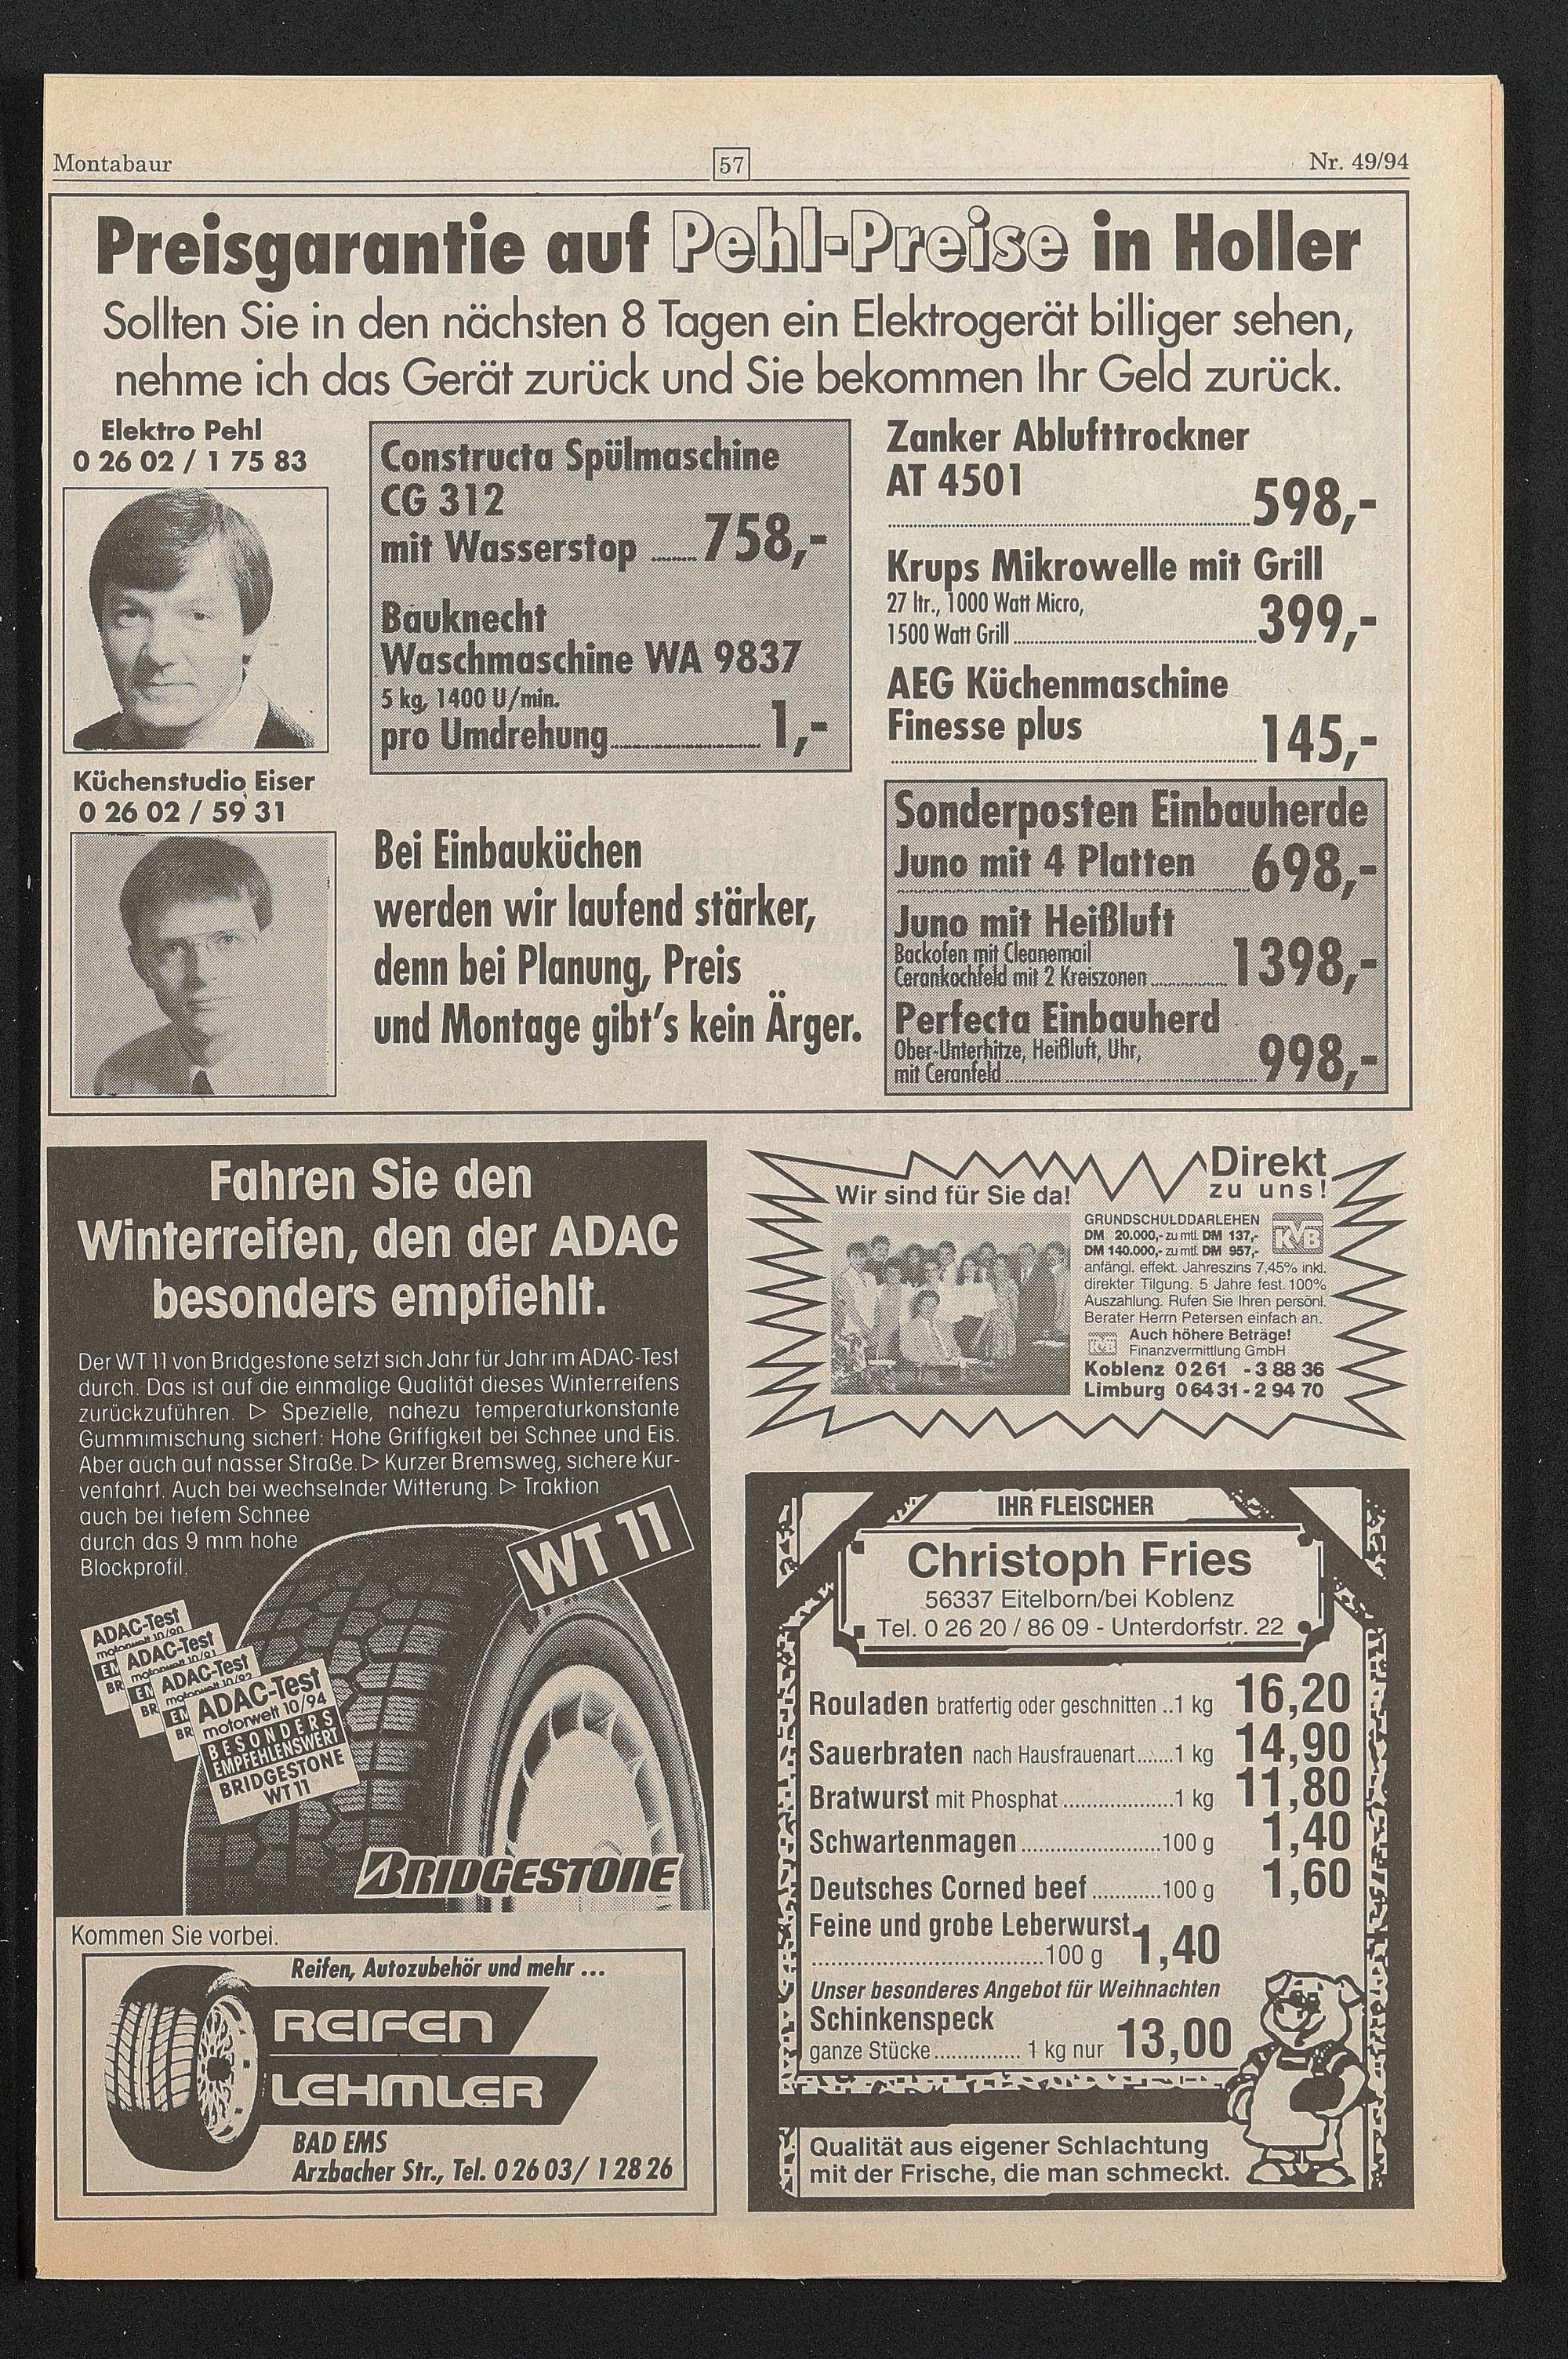 Montabaur
57
Nr. 49/94
Preisgarantie auf Pehl-Preise in Holler
Sollten Sie in den nächsten 8 Tagen ein Elektrogerät billiger sehen,
nehme ich das Gerät zurück und Sie bekommen Ihr Geld zurück.
Elektro Pehl
0 26 02 / 1 75 83
Küchenstudio Eiser
0 26 02 / 59 31
Constructa Spülmaschine
CG 312
mit Wasserstop ....... 758,-
Bauknecht
Waschmaschine WA 9837
5 kg, 1400 U/min.
pro Umdrehung.................... 1,-
Bei Einbauküchen
werden wir laufend stärker,
denn bei Planung, Preis
und Montage gibt's kein Ärger.
Zanker Ablufttrockner
AT 4501
598,-
Krups Mikrowelle mit Grill
27 ltr., 1000 Watt Micro,
1500 Watt Grill .................... 399,-
AEG Küchenmaschine
Finesse plus
145,-
Sonderposten Einbauherde
Juno mit 4 Platten 698,-
Juno mit Heißluft
Backofen mit Cleanemail
Cerankochfeld mit 2 Kreiszonen .............. 1398,-
Perfecta Einbauherd
Ober-Unterhitze, Heißluft, Uhr,
mit Ceranfeld .................... 998,-
Fahren Sie den
Winterreifen, den der ADAC
besonders empfiehlt.
Der WT 11 von Bridgestone setzt sich Jahr für Jahr im ADAC-Test
durch. Das ist auf die einmalige Qualität dieses Winterreifens
zurückzuführen. ▷ Spezielle, nahezu temperaturkonstante
Gummimischung sichert: Hohe Griffigkeit bei Schnee und Eis.
Aber auch auf nasser Straße. ▷ Kurzer Bremsweg, sichere Kur-
venfahrt. Auch bei wechselnder Witterung. ▷ Traktion
auch bei tiefem Schnee
durch das 9 mm hohe
Blockprofil.
WT 11
ADAC-Test
motorwelt 10/90
EN
BR
ADAC-Test
motorwelt 10/91
EN
BR
ADAC-Test
motorwelt 10/92
EN
BR
ADAC-Test
motorwelt 10/94
BESONDERS
EMPFEHLENSWERT
BRIDGESTONE
WT 11
BRIDGESTONE
Kommen Sie vorbei.
Reifen, Autozubehör und mehr ...
REIFEN
LEHMLER
BAD EMS
Arzbacher Str., Tel. 0 26 03 / 1 28 26
Wir sind für Sie da!
Direkt
zu uns!
GRUNDSCHULDDARLEHEN
DM 20.000,- zu mtl. DM 137,-
DM 140.000,- zu mtl. DM 957,-
KVB
anfängl. effekt. Jahreszins 7,45% inkl.
direkter Tilgung. 5 Jahre fest. 100%
Auszahlung. Rufen Sie Ihren persönl.
Berater Herrn Petersen einfach an.
Auch höhere Beträge!
KVB Finanzvermittlung GmbH
Koblenz 02 61 - 3 88 36
Limburg 0 64 31 - 2 94 70
IHR FLEISCHER
Christoph Fries
56337 Eitelborn/bei Koblenz
Tel. 0 26 20 / 86 09 - Unterdorfstr. 22
Rouladen bratfertig oder geschnitten ..1 kg 16,20
Sauerbraten nach Hausfrauenart.......1 kg 14,90
Bratwurst mit Phosphat ...................1 kg 11,80
Schwartenmagen .........................100 g 1,40
Deutsches Corned beef ............100 g 1,60
Feine und grobe Leberwurst
.......................................100 g 1,40
Unser besonderes Angebot für Weihnachten
Schinkenspeck
ganze Stücke ............... 1 kg nur 13,00
Qualität aus eigener Schlachtung
mit der Frische, die man schmeckt.